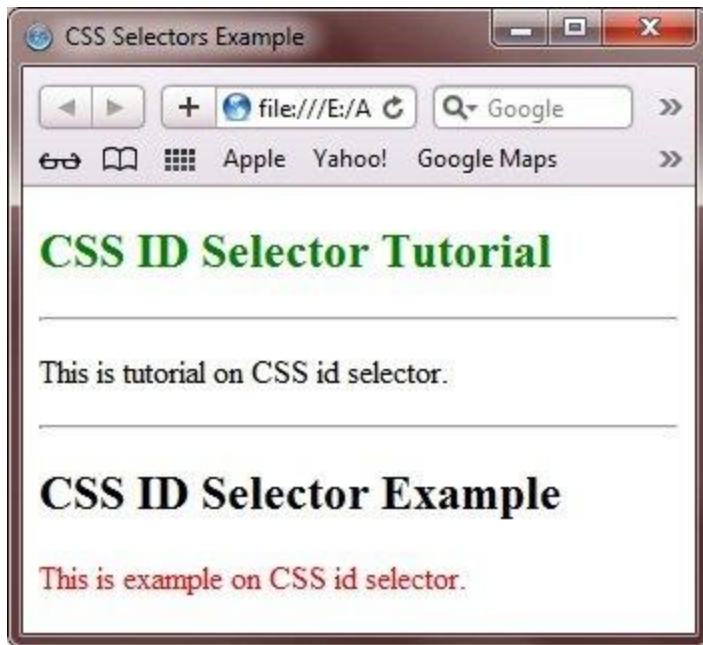 CSS Selectors Example
file:///E:/A Google
Apple Yahoo! Google Maps
CSS ID Selector Tutorial
This is tutorial on CSS id selector.
CSS ID Selector Example
This is example on CSS id selector.